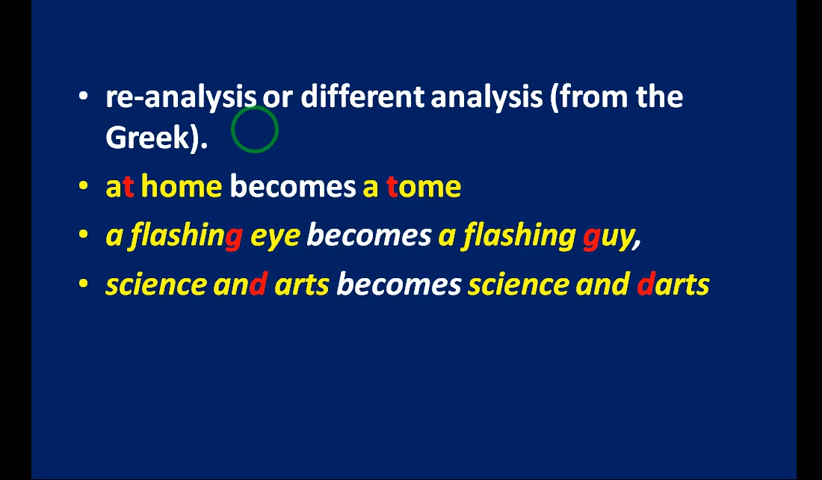 • re-analysis or different analysis (from the
Greek).
• at home becomes a tome
• a flashing eye becomes a flashing guy,
• science and arts becomes science and darts